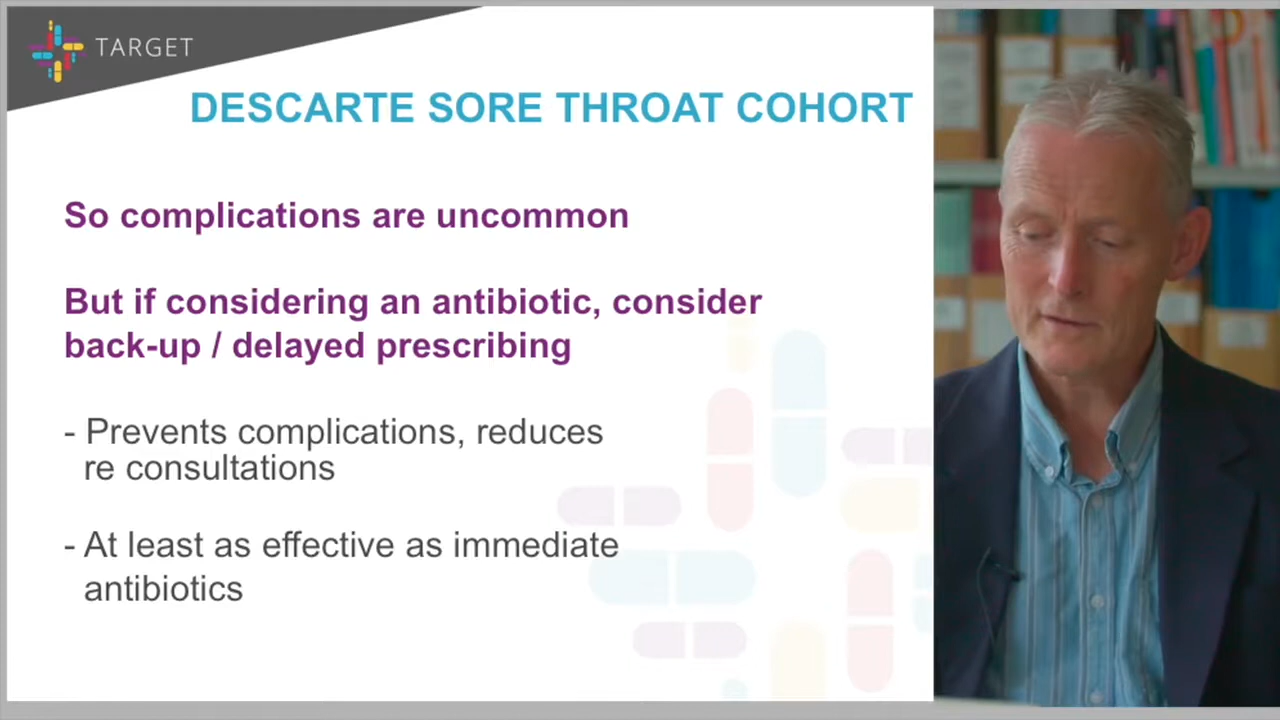 TARGET
DESCARTE SORE THROAT COHORT
So complications are uncommon
But if considering an antibiotic, consider
back-up / delayed prescribing
- Prevents complications, reduces
re consultations
- At least as effective as immediate
antibiotics